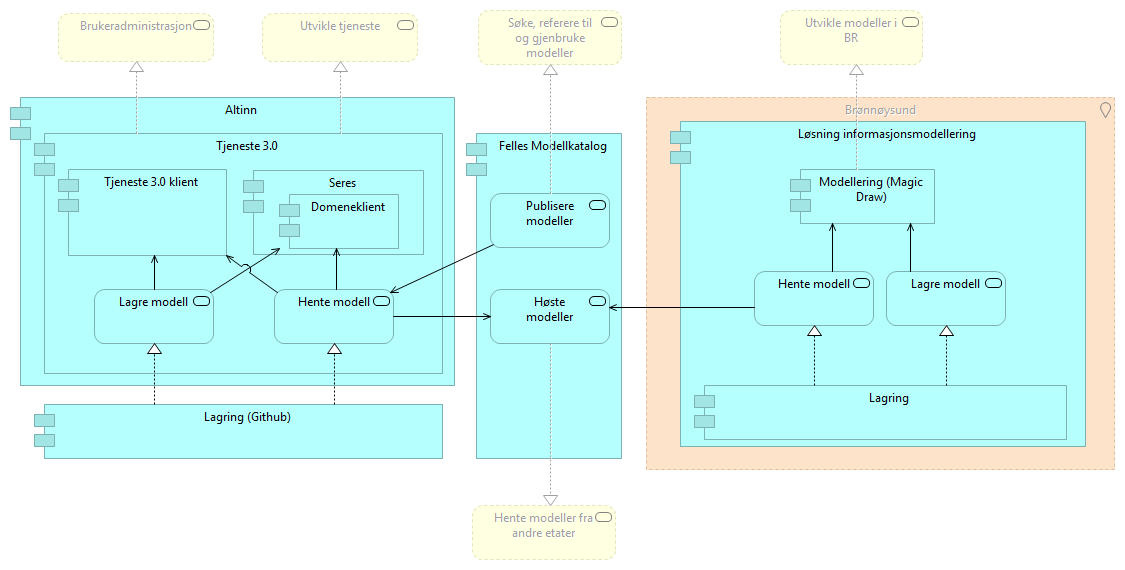 Brukeradministrasjon
Utvikle tjeneste
Søke, referere til
og gjenbruke
modeller
Utvikle modeller i
BR
Altinn
Tjeneste 3.0
Tjeneste 3.0 klient
Seres
Domeneklient
Lagre modell
Hente modell
Lagring (Github)
Felles Modellkatalog
Publisere
modeller
Høste
modeller
Hente modeller fra
andre etater
Brønnøysund
Løsning informasjonsmodellering
Modellering (Magic
Draw)
Hente modell
Lagre modell
Lagring